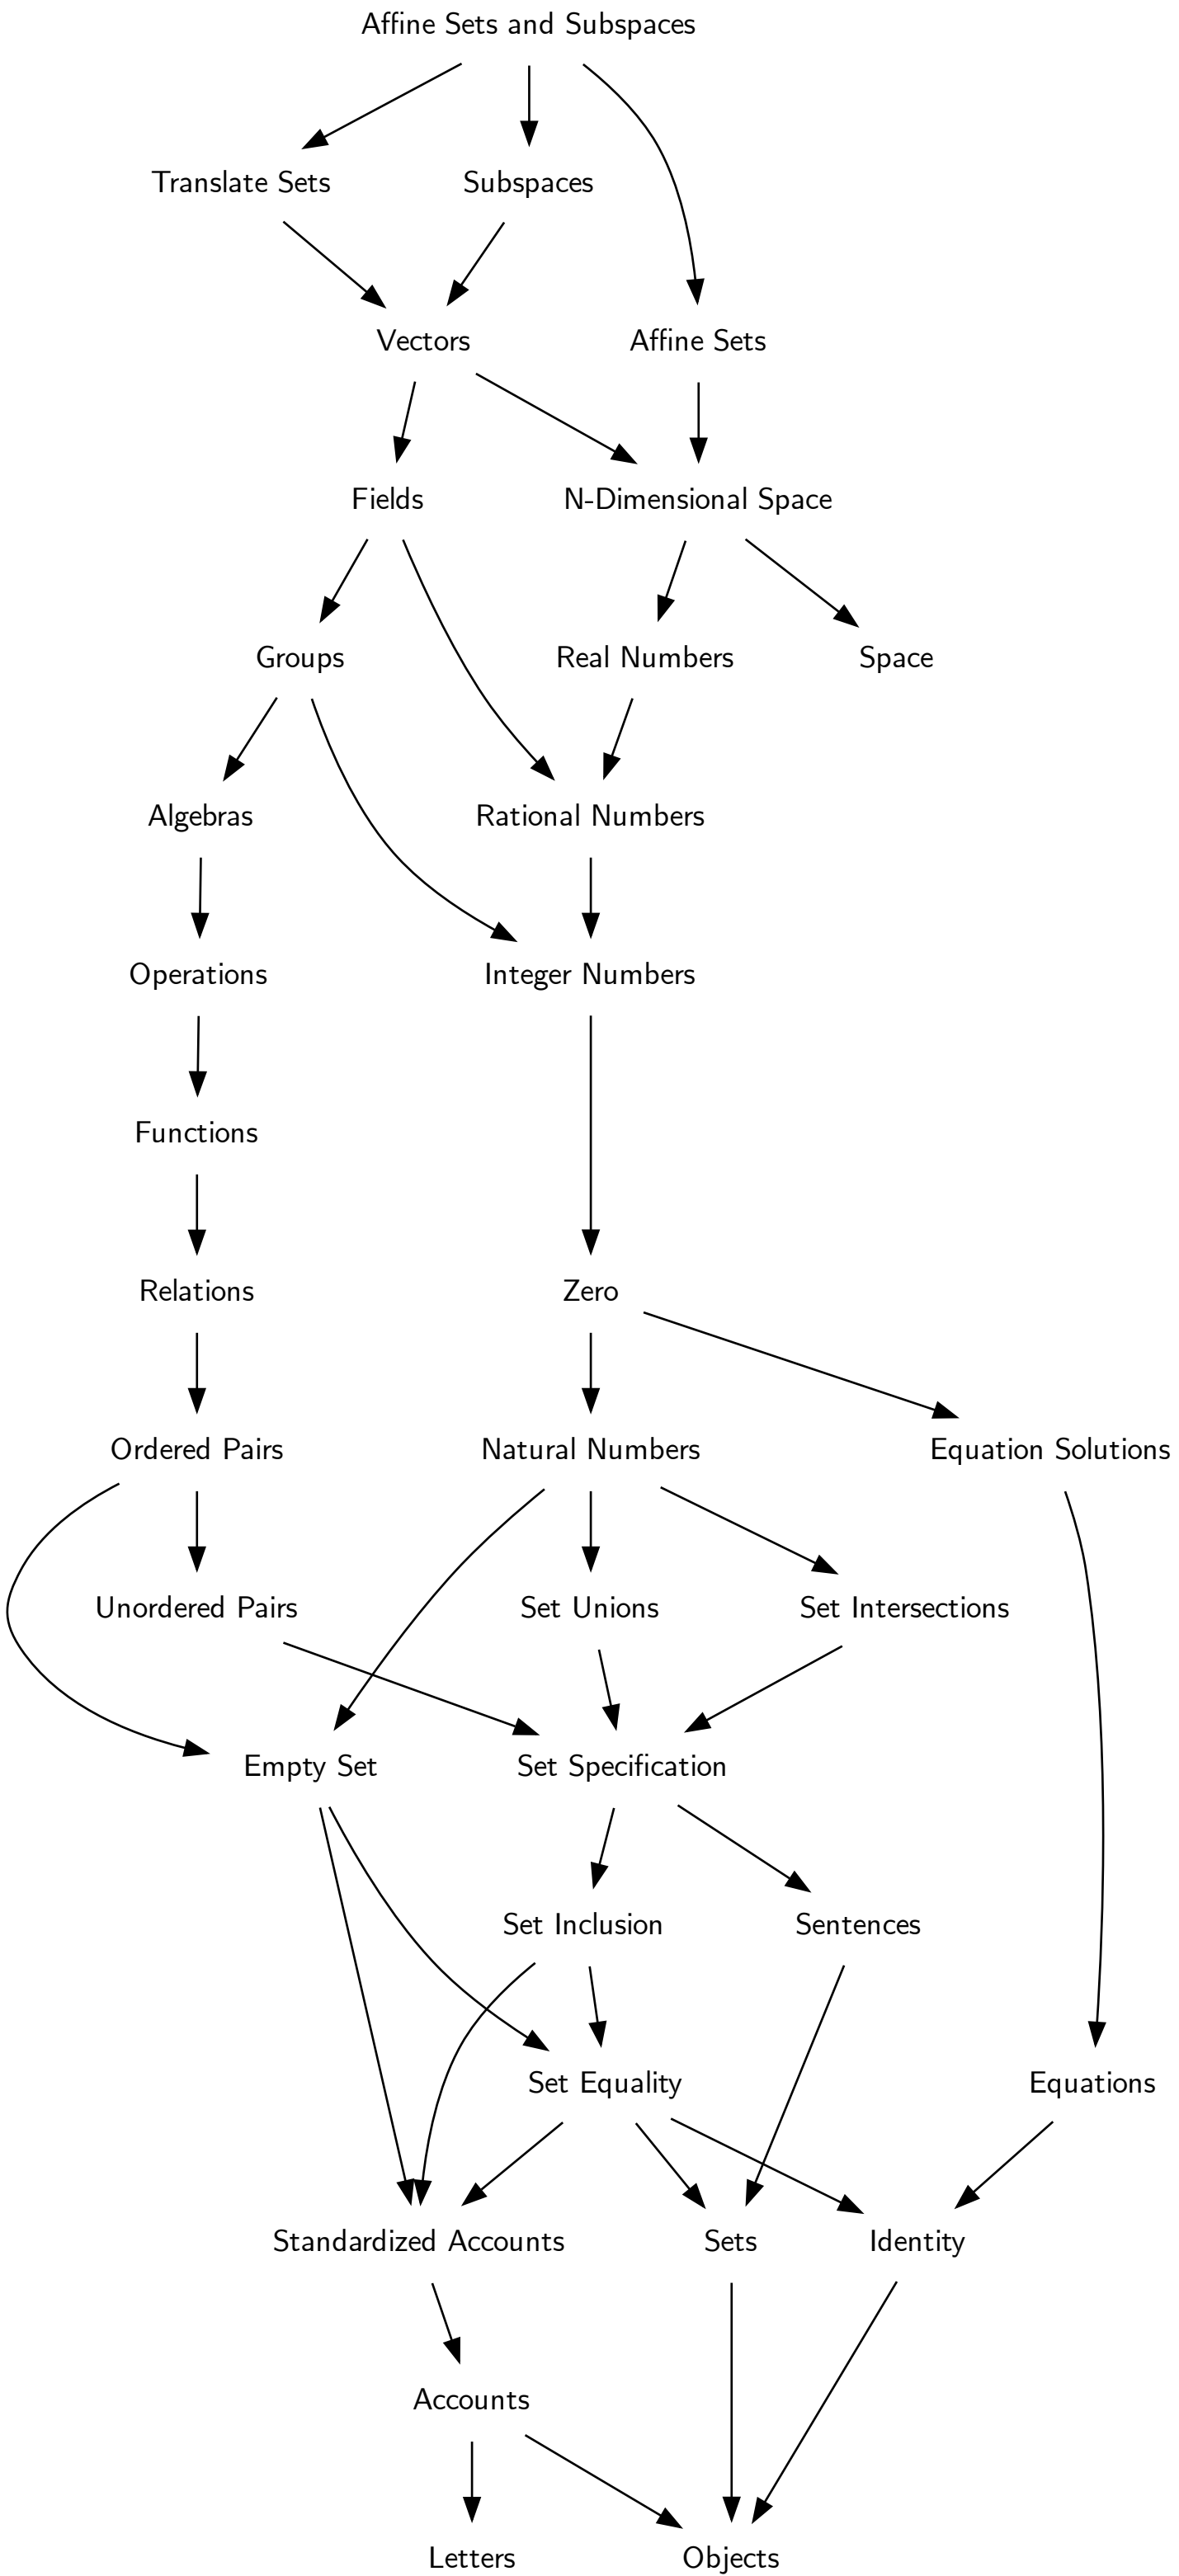 Affine Sets and Subspaces
Translate Sets
Subspaces
Vectors
Affine Sets
Fields
N-Dimensional Space
Groups
Real Numbers
Space
Algebras
Rational Numbers
Operations
Integer Numbers
Functions
Relations
Zero
Ordered Pairs
Natural Numbers
Equation Solutions
Unordered Pairs
Set Unions
Set Intersections
Empty Set
Set Specification
Set Inclusion
Sentences
Set Equality
Equations
Standardized Accounts
Sets
Identity
Accounts
Letters
Objects